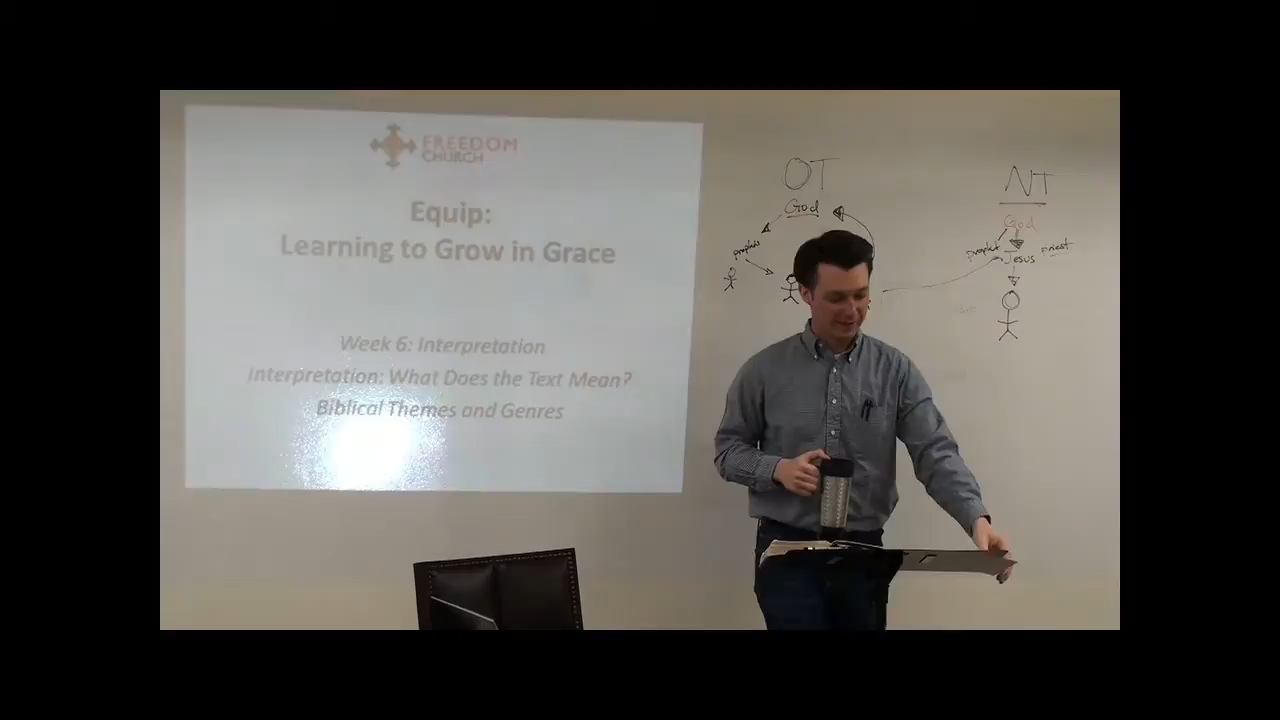 FREEDOM
CHURCH
Equip:
Learning to Grow in Grace
Week 6: Interpretation
Interpretation: What Does the Text Mean?
Biblical Themes and Genres
OT
God
prophets
NT
God
prophet
priest
Jesus